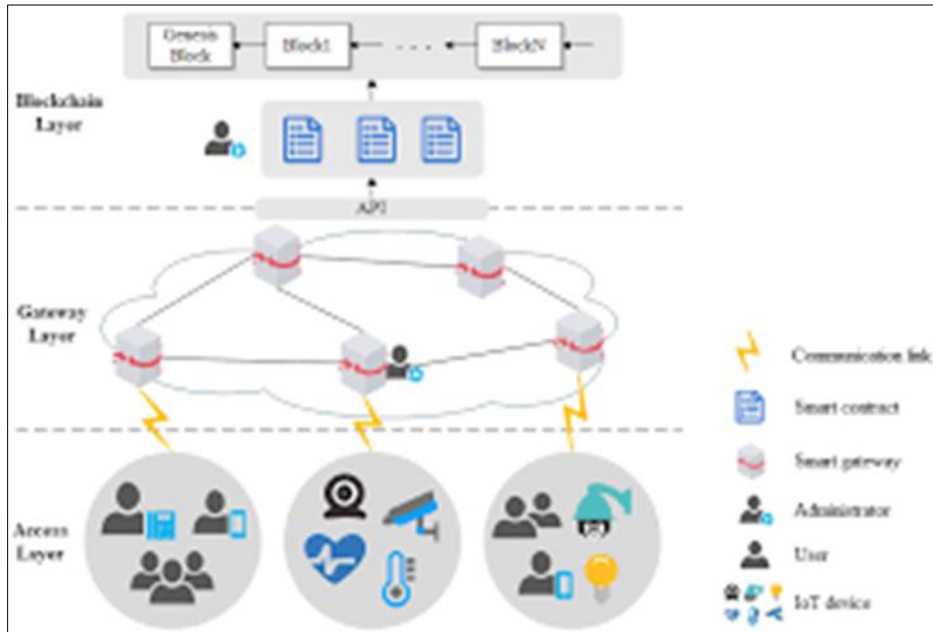 Genesis
Block
Block1
. . .
BlockN
Blockchain
Layer
API
Gateway
Layer
Communication link
Smart contract
Smart gateway
Administrator
Access
Layer
User
IoT device